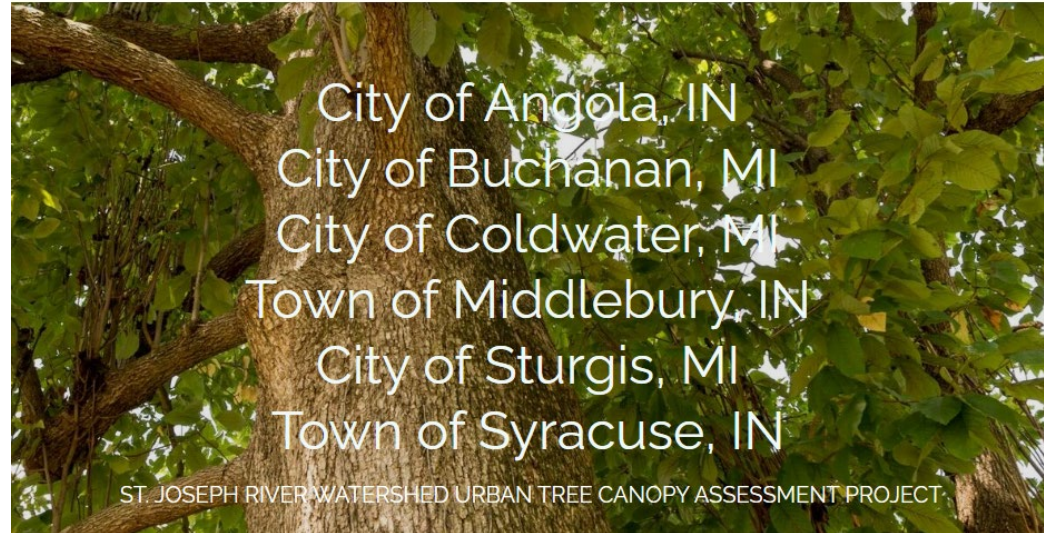 City of Angola, IN
City of Buchanan, MI
City of Coldwater, MI
Town of Middlebury, IN
City of Sturgis, MI
Town of Syracuse, IN
ST. JOSEPH RIVER WATERSHED URBAN TREE CANOPY ASSESSMENT PROJECT